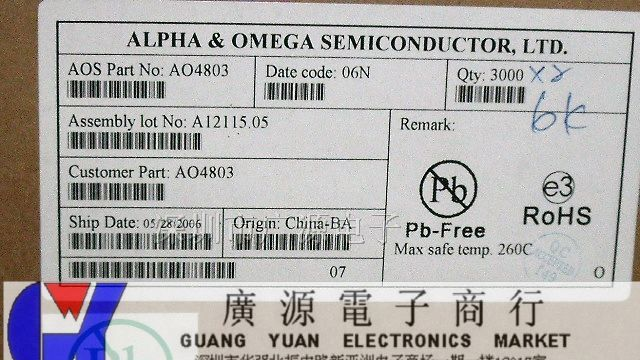 ALPHA & OMEGA SEMICONDUCTOR, LTD.
AOS Part No: AO4803
Date code: 06N
Qty: 3000 x2
6K
Assembly lot No: A12115.05
Remark:
Customer Part: AO4803
Pb
e3
Pb-Free
RoHS
Ship Date: 05/28/2006
Origin: China-BA
Max safe temp. 260C
07
O
廣源電子商行
GUANG YUAN ELECTRONICS MARKET